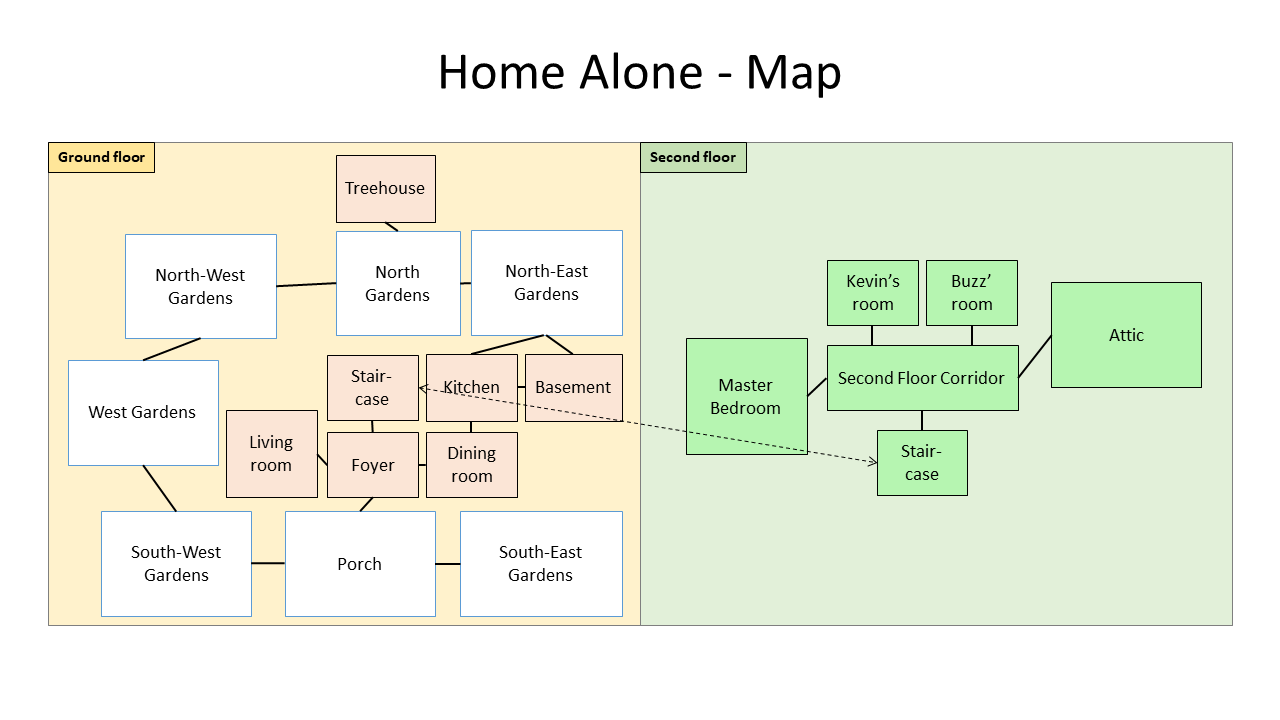 Home Alone - Map
Ground floor
Second floor
Treehouse
North-West
Gardens
North
Gardens
North-East
Gardens
Kevin’s
room
Buzz’
room
Attic
Stair-
case
Kitchen
Basement
Second Floor Corridor
Master
Bedroom
West Gardens
Living
room
Foyer
Dining
room
Stair-
case
South-West
Gardens
Porch
South-East
Gardens